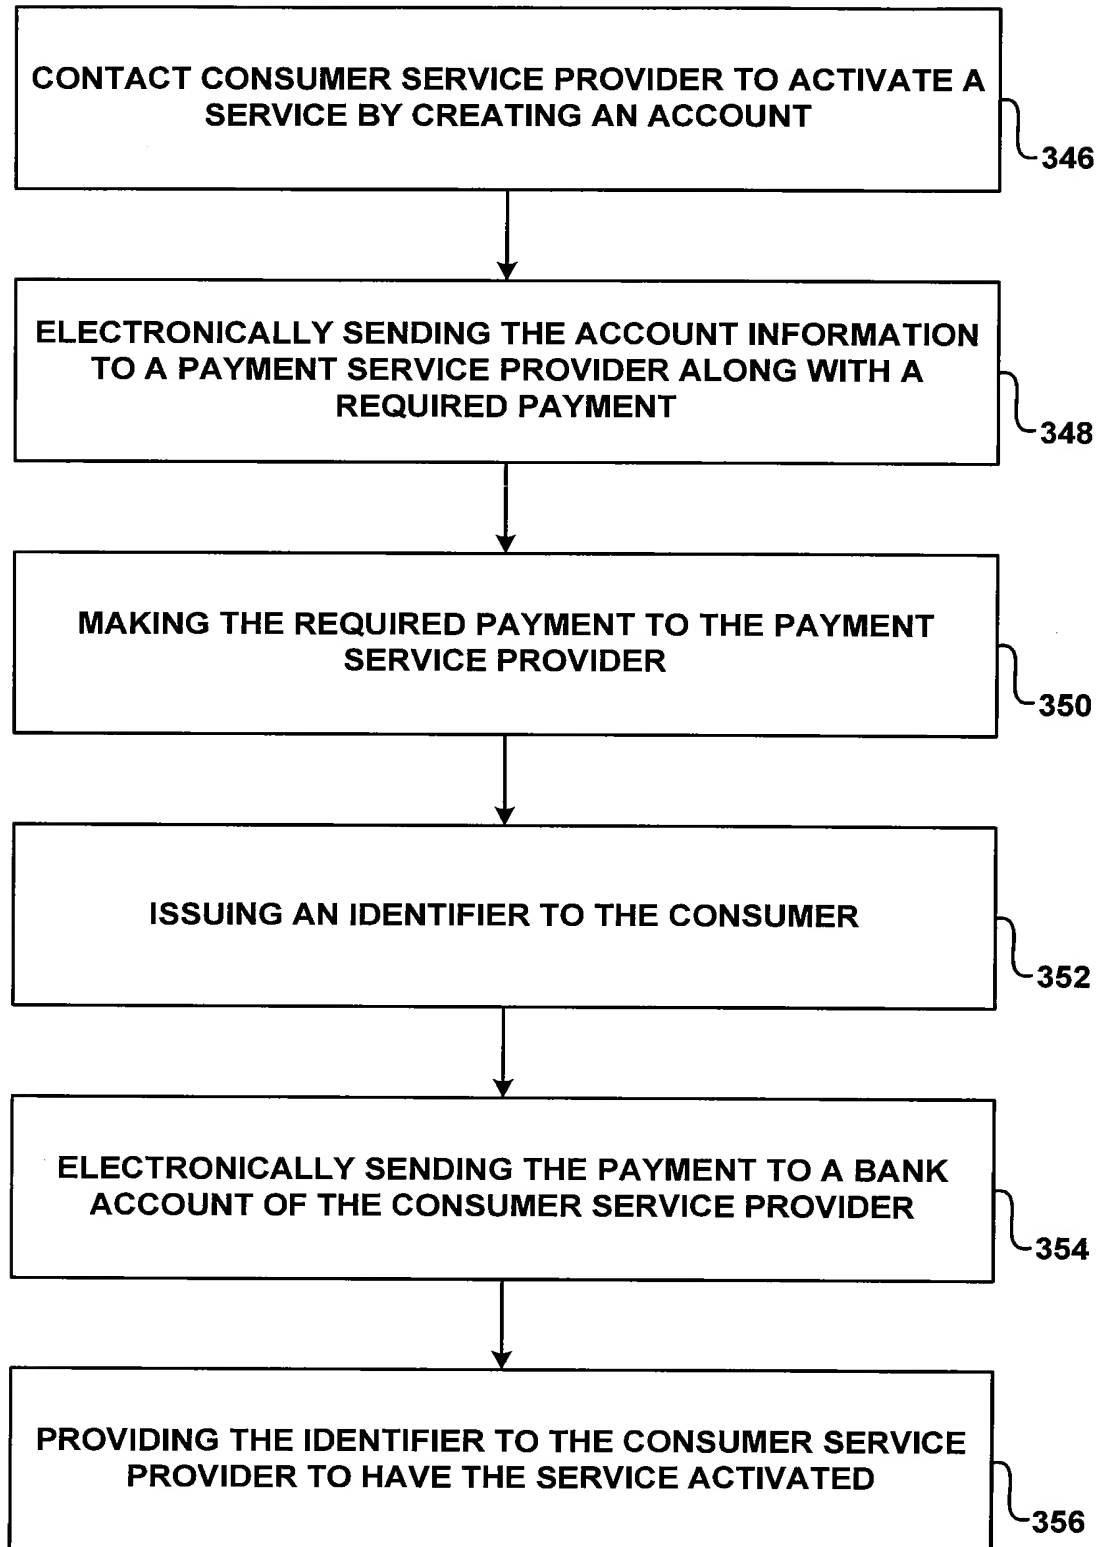 CONTACT CONSUMER SERVICE PROVIDER TO ACTIVATE A
SERVICE BY CREATING AN ACCOUNT
346
ELECTRONICALLY SENDING THE ACCOUNT INFORMATION
TO A PAYMENT SERVICE PROVIDER ALONG WITH A
REQUIRED PAYMENT
348
MAKING THE REQUIRED PAYMENT TO THE PAYMENT
SERVICE PROVIDER
350
ISSUING AN IDENTIFIER TO THE CONSUMER
352
ELECTRONICALLY SENDING THE PAYMENT TO A BANK
ACCOUNT OF THE CONSUMER SERVICE PROVIDER
354
PROVIDING THE IDENTIFIER TO THE CONSUMER SERVICE
PROVIDER TO HAVE THE SERVICE ACTIVATED
356